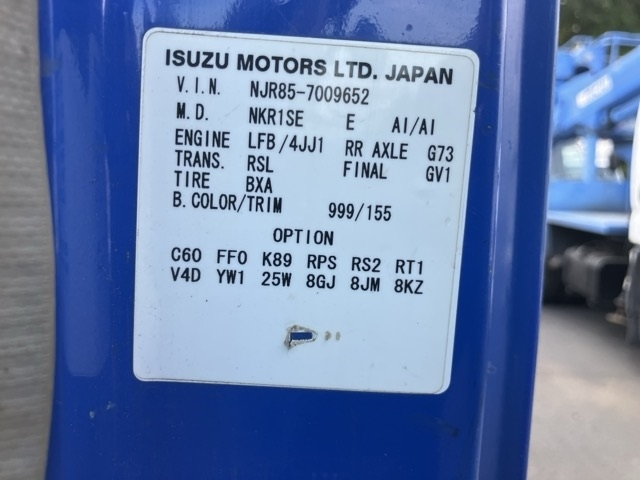 ISUZU MOTORS LTD. JAPAN
V.I.N. NJR85-7009652
M.D. NKR1SE E AI/AI
ENGINE LFB/4JJ1 RR AXLE G73
TRANS. RSL FINAL GV1
TIRE BXA
B.COLOR/TRIM 999/155
OPTION
C60 FF0 K89 RPS RS2 RT1
V4D YW1 25W 8GJ 8JM 8KZ